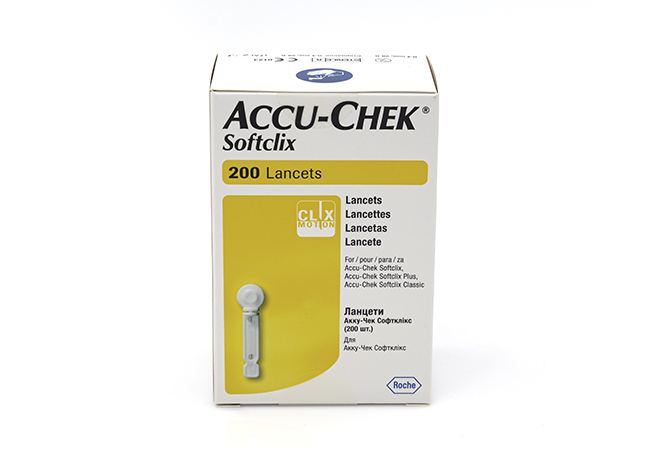 ACCU-CHEK®
Softclix
200 Lancets
CLIX
MOTION
Lancets
Lancettes
Lancetas
Lancete
For / pour / para / za
Accu-Chek Softclix,
Accu-Chek Softclix Plus,
Accu-Chek Softclix Classic
Ланцети
Акку-Чек Софтклікс
(200 шт.)
Для
Акку-Чек Софтклікс
Roche